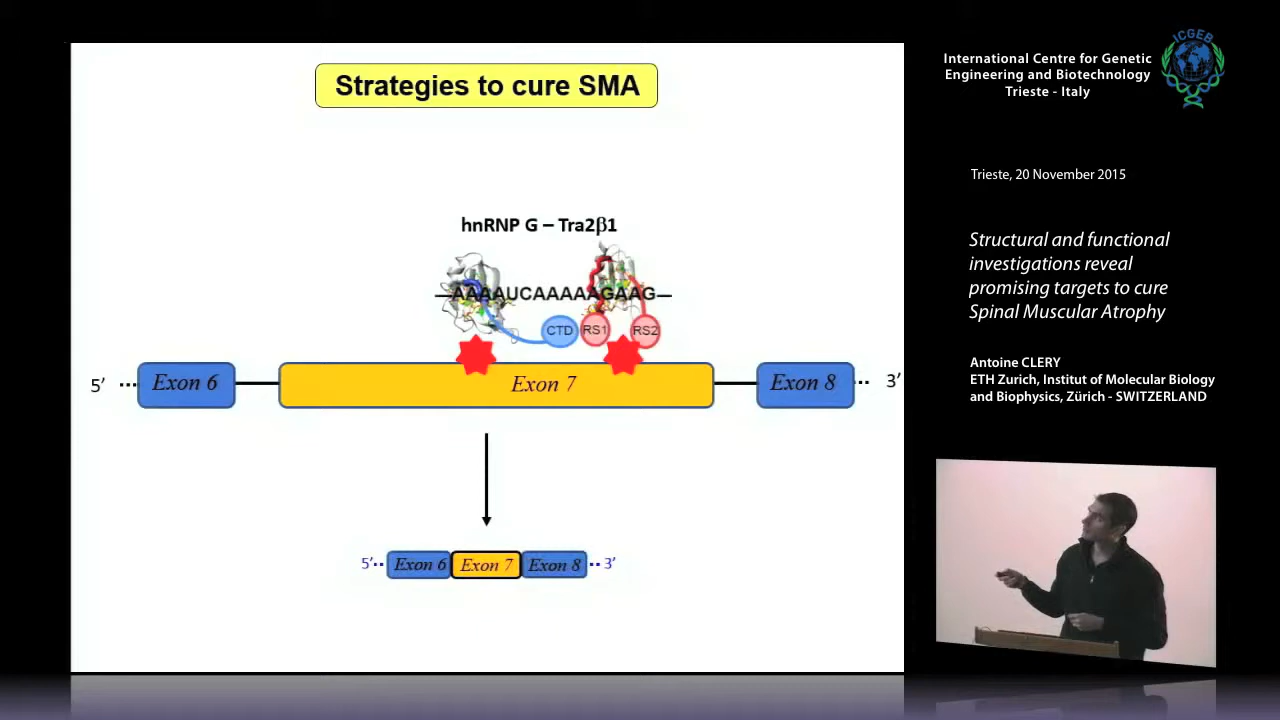 Strategies to cure SMA
hnRNP G – Tra2β1
—AAAAUCAAAAAGAAG—
CTD
RS1
RS2
5’ ··· Exon 6
Exon 7
Exon 8 ··· 3’
5’·· Exon 6 Exon 7 Exon 8 ·· 3’
International Centre for Genetic
Engineering and Biotechnology
Trieste - Italy
ICGEB
Trieste, 20 November 2015
Structural and functional
investigations reveal
promising targets to cure
Spinal Muscular Atrophy
Antoine CLERY
ETH Zurich, Institut of Molecular Biology
and Biophysics, Zürich - SWITZERLAND